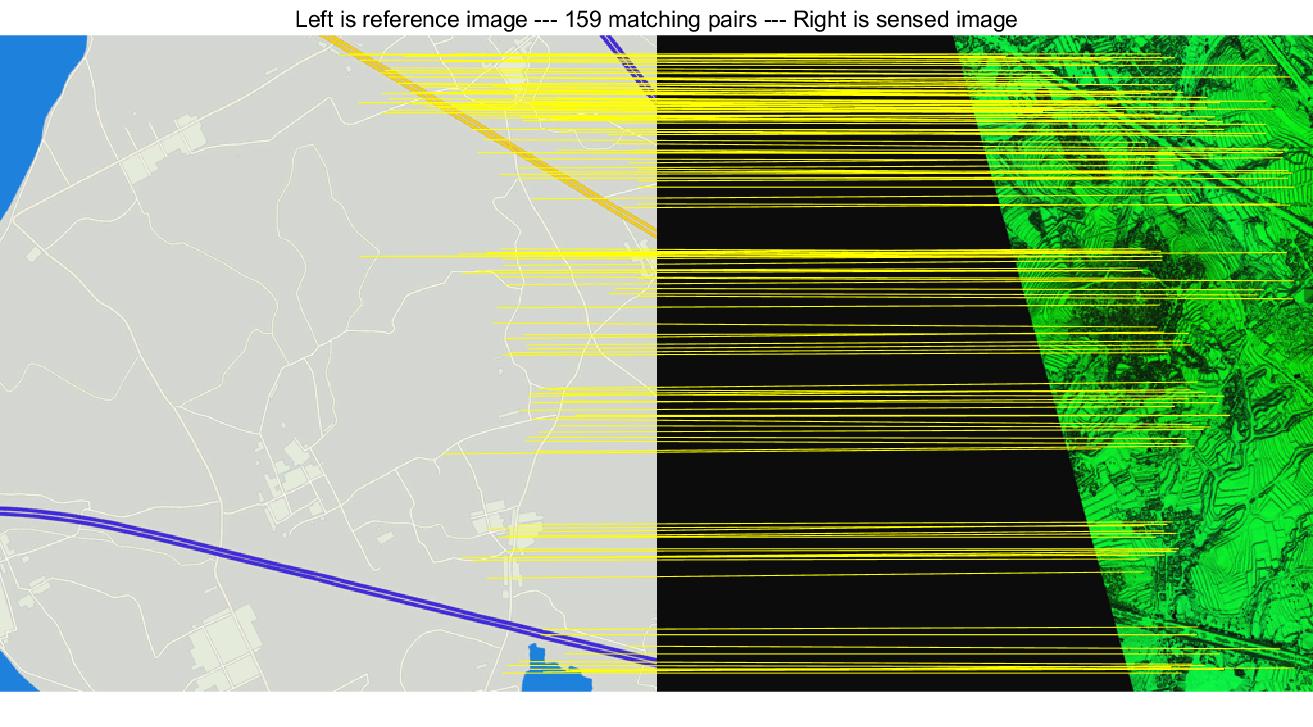 Left is reference image --- 159 matching pairs --- Right is sensed image